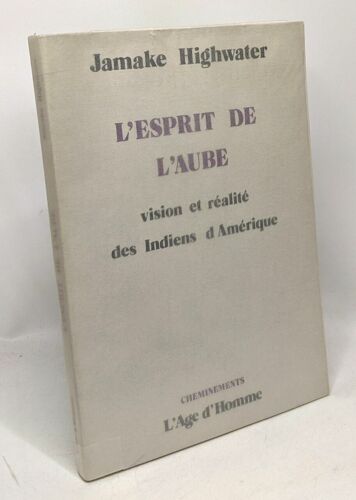 Jamake Highwater
L'ESPRIT DE
L'AUBE
vision et réalité
des Indiens d'Amérique
CHEMINEMENTS
L'Age d'Homme